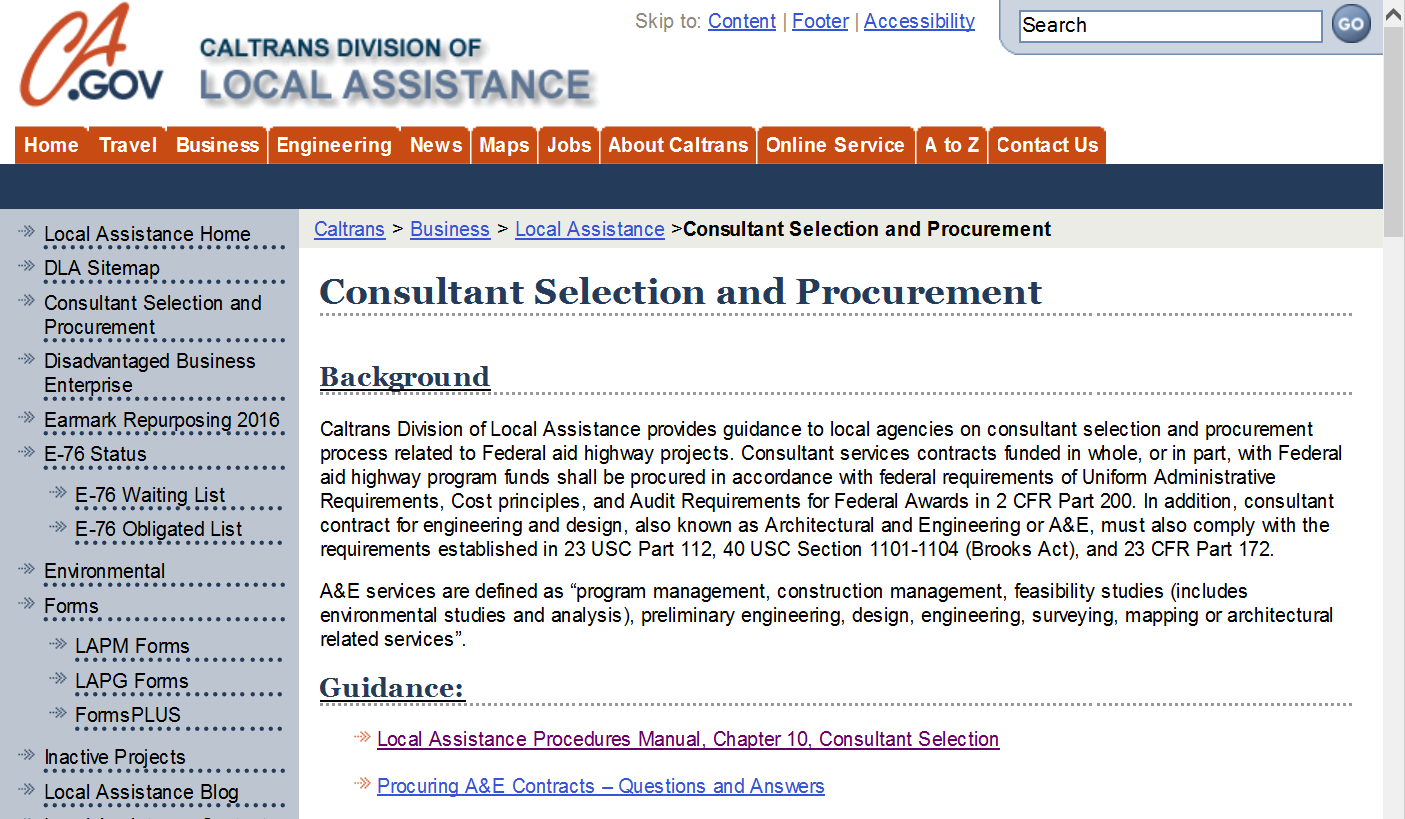 CA.GOV
CALTRANS DIVISION OF
LOCAL ASSISTANCE
Skip to: Content | Footer | Accessibility
Search
GO
Home Travel Business Engineering News Maps Jobs About Caltrans Online Service A to Z Contact Us
Local Assistance Home
DLA Sitemap
Consultant Selection and
Procurement
Disadvantaged Business
Enterprise
Earmark Repurposing 2016
E-76 Status
E-76 Waiting List
E-76 Obligated List
Environmental
Forms
LAPM Forms
LAPG Forms
FormsPLUS
Inactive Projects
Local Assistance Blog
Caltrans > Business > Local Assistance >Consultant Selection and Procurement
Consultant Selection and Procurement
Background
Caltrans Division of Local Assistance provides guidance to local agencies on consultant selection and procurement
process related to Federal aid highway projects. Consultant services contracts funded in whole, or in part, with Federal
aid highway program funds shall be procured in accordance with federal requirements of Uniform Administrative
Requirements, Cost principles, and Audit Requirements for Federal Awards in 2 CFR Part 200. In addition, consultant
contract for engineering and design, also known as Architectural and Engineering or A&E, must also comply with the
requirements established in 23 USC Part 112, 40 USC Section 1101-1104 (Brooks Act), and 23 CFR Part 172.
A&E services are defined as “program management, construction management, feasibility studies (includes
environmental studies and analysis), preliminary engineering, design, engineering, surveying, mapping or architectural
related services”.
Guidance:
Local Assistance Procedures Manual, Chapter 10, Consultant Selection
Procuring A&E Contracts – Questions and Answers